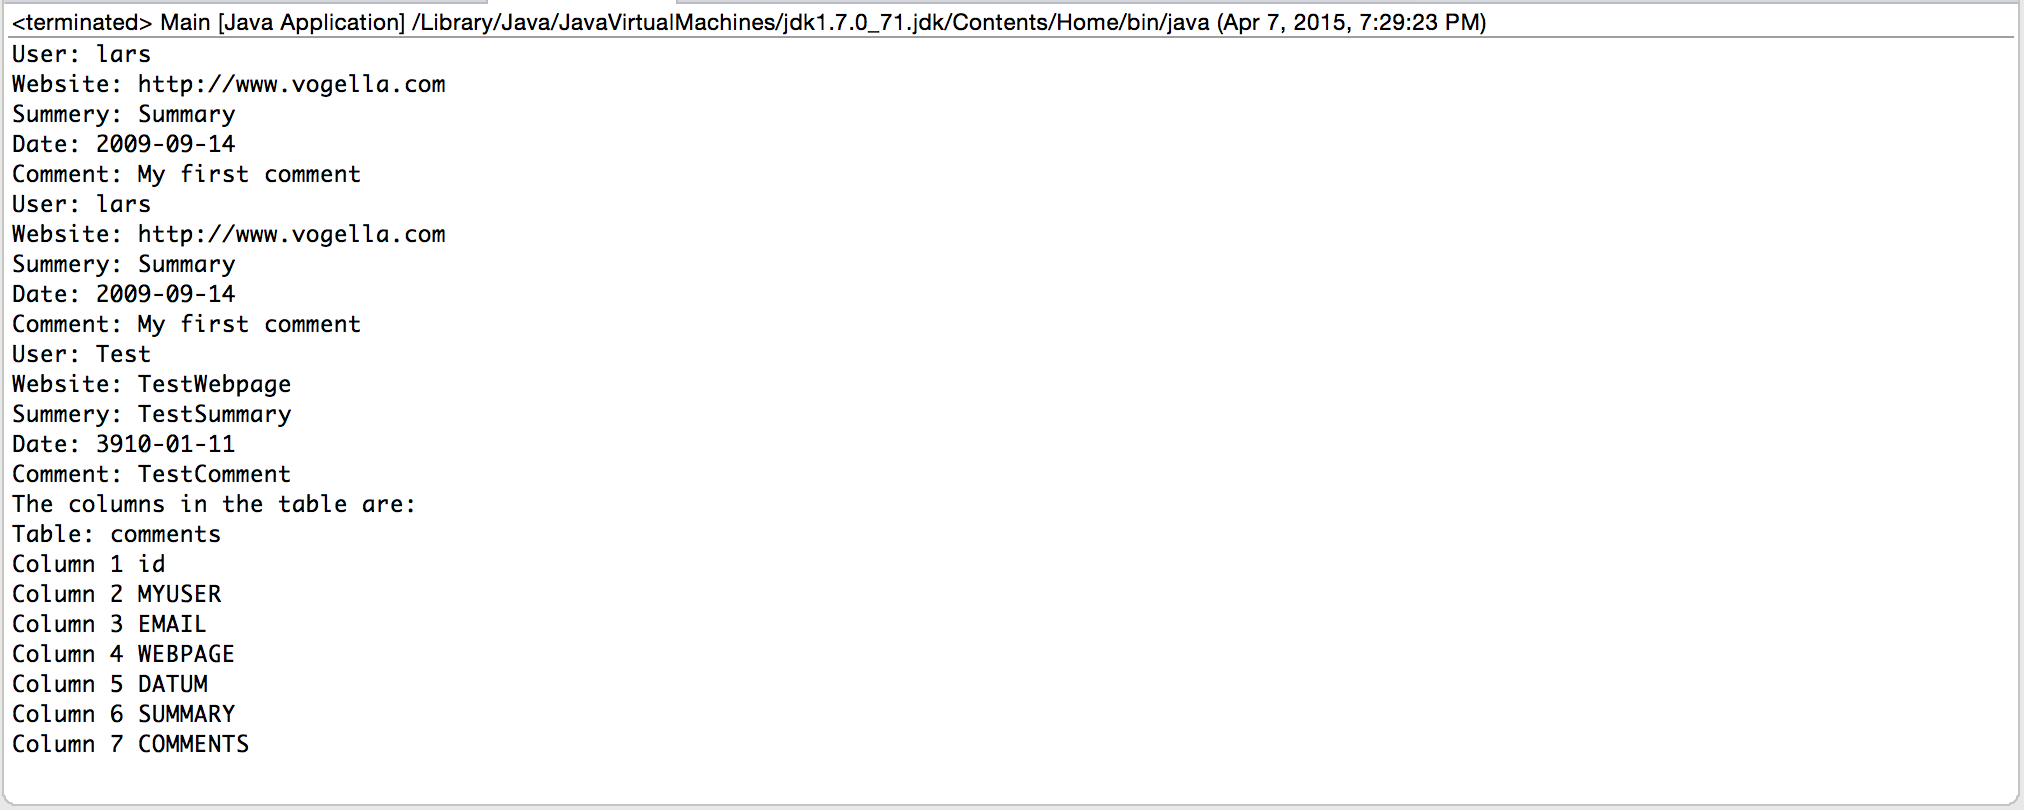 <terminated> Main [Java Application] /Library/Java/JavaVirtualMachines/jdk1.7.0_71.jdk/Contents/Home/bin/java (Apr 7, 2015, 7:29:23 PM)
User: lars
Website: http://www.vogella.com
Summery: Summary
Date: 2009-09-14
Comment: My first comment
User: lars
Website: http://www.vogella.com
Summery: Summary
Date: 2009-09-14
Comment: My first comment
User: Test
Website: TestWebpage
Summery: TestSummary
Date: 3910-01-11
Comment: TestComment
The columns in the table are:
Table: comments
Column 1 id
Column 2 MYUSER
Column 3 EMAIL
Column 4 WEBPAGE
Column 5 DATUM
Column 6 SUMMARY
Column 7 COMMENTS